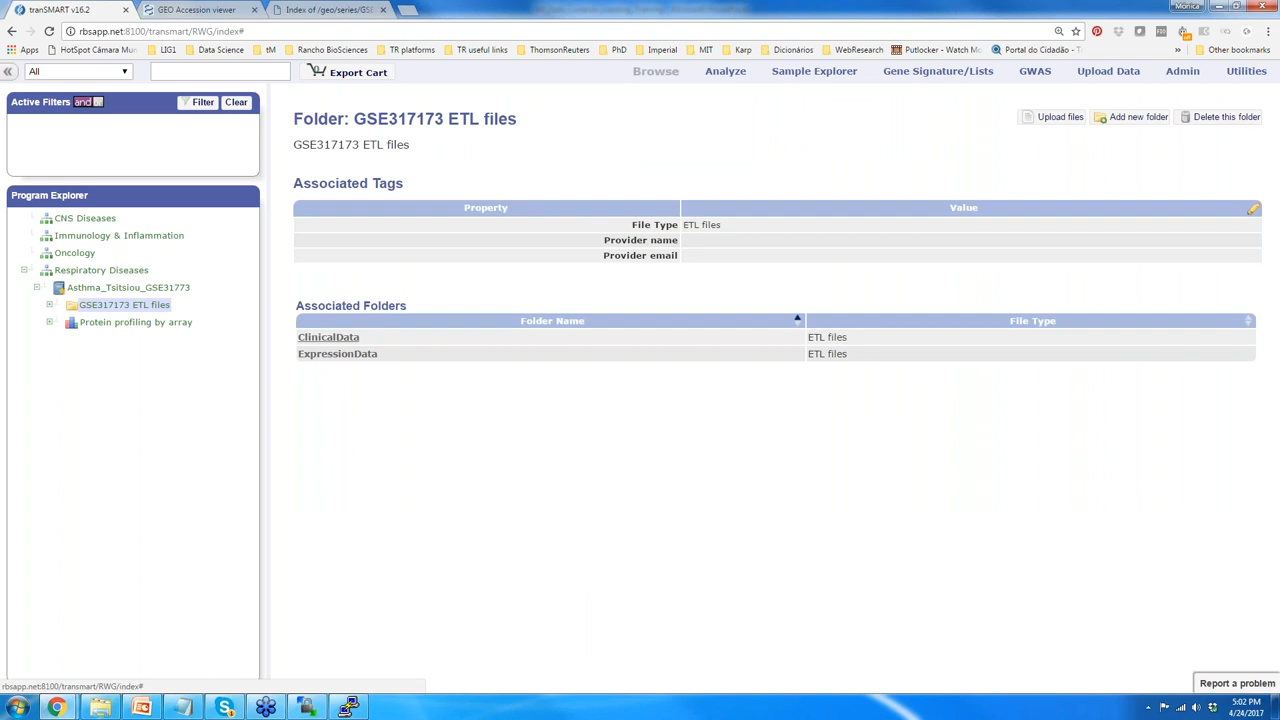 Monica
tranSMART v16.2
GEO Accession viewer
Index of /geo/series/GSE
rbsapp.net:8100/transmart/RWG/index#
Apps HotSpot Câmara Mun LIG1 Data Science tM Rancho BioSciences TR platforms TR useful links ThomsonReuters PhD Imperial MIT Karp Dicionários WebResearch Putlocker - Watch Mo Portal do Cidadão - Ti » Other bookmarks
All
Export Cart
Browse Analyze Sample Explorer Gene Signature/Lists GWAS Upload Data Admin Utilities
Active Filters and or
Filter Clear
Folder: GSE317173 ETL files
Upload files Add new folder Delete this folder
GSE317173 ETL files
Associated Tags
Property Value
File Type ETL files
Provider name
Provider email
Program Explorer
CNS Diseases
Immunology & Inflammation
Oncology
Respiratory Diseases
Asthma_Tsitsiou_GSE31773
GSE317173 ETL files
Protein profiling by array
Associated Folders
Folder Name File Type
ClinicalData ETL files
ExpressionData ETL files
rbsapp.net:8100/transmart/RWG/index#
Report a problem
5:02 PM
4/24/2017